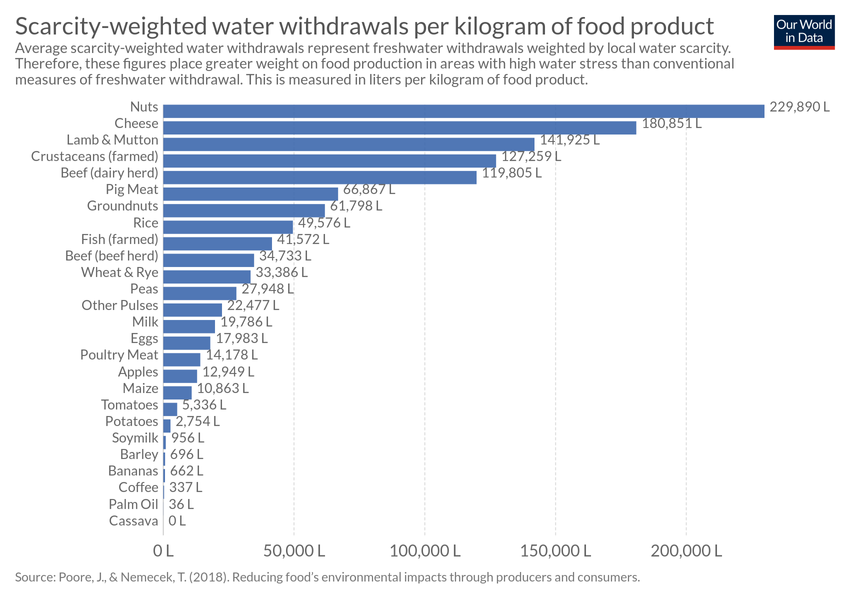 Scarcity-weighted water withdrawals per kilogram of food product
Our World
in Data
Average scarcity-weighted water withdrawals represent freshwater withdrawals weighted by local water scarcity.
Therefore, these figures place greater weight on food production in areas with high water stress than conventional
measures of freshwater withdrawal. This is measured in liters per kilogram of food product.
Nuts 229,890 L
Cheese 180,851 L
Lamb & Mutton 141,925 L
Crustaceans (farmed) 127,259 L
Beef (dairy herd) 119,805 L
Pig Meat 66,867 L
Groundnuts 61,798 L
Rice 49,576 L
Fish (farmed) 41,572 L
Beef (beef herd) 34,733 L
Wheat & Rye 33,386 L
Peas 27,948 L
Other Pulses 22,477 L
Milk 19,786 L
Eggs 17,983 L
Poultry Meat 14,178 L
Apples 12,949 L
Maize 10,863 L
Tomatoes 5,336 L
Potatoes 2,754 L
Soymilk 956 L
Barley 696 L
Bananas 662 L
Coffee 337 L
Palm Oil 36 L
Cassava 0 L
0 L 50,000 L 100,000 L 150,000 L 200,000 L
Source: Poore, J., & Nemecek, T. (2018). Reducing food's environmental impacts through producers and consumers.